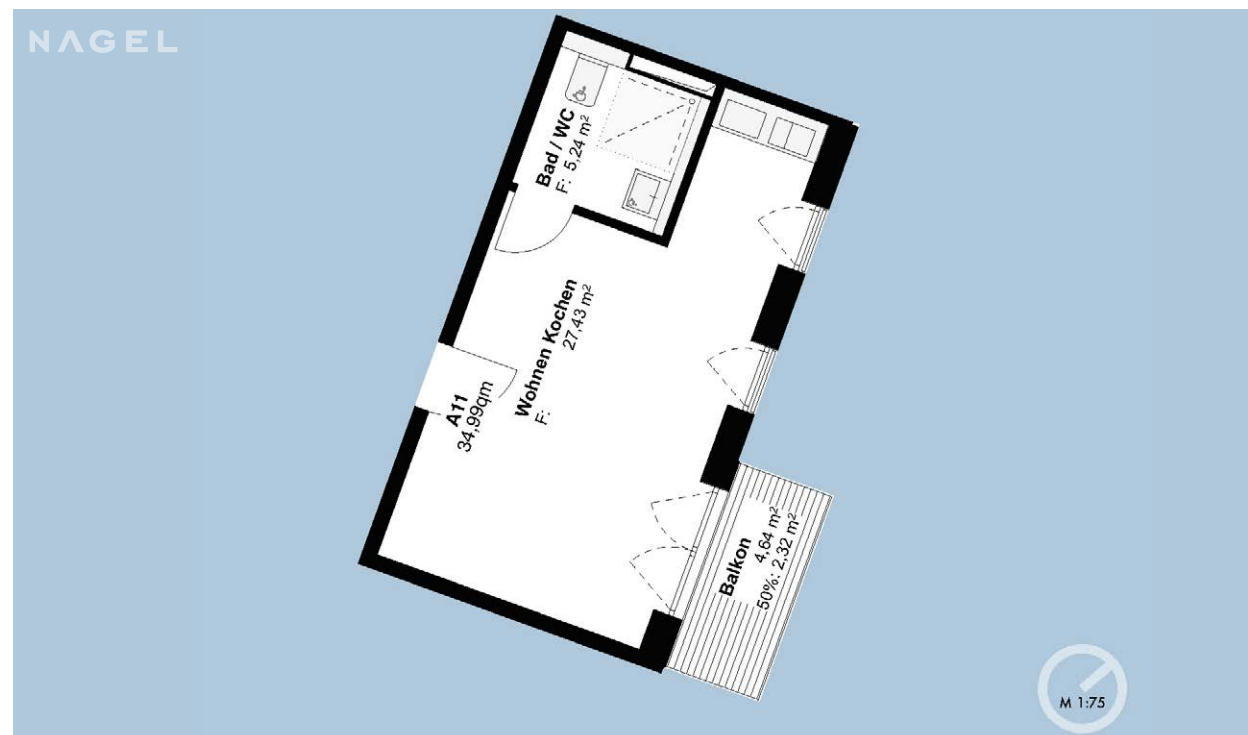 NAGEL
Bad / WC
F: 5,24 m²
Wohnen Kochen
F: 27,43 m²
A11
34,99qm
Balkon
4,64 m²
50%: 2,32 m²
M 1:75